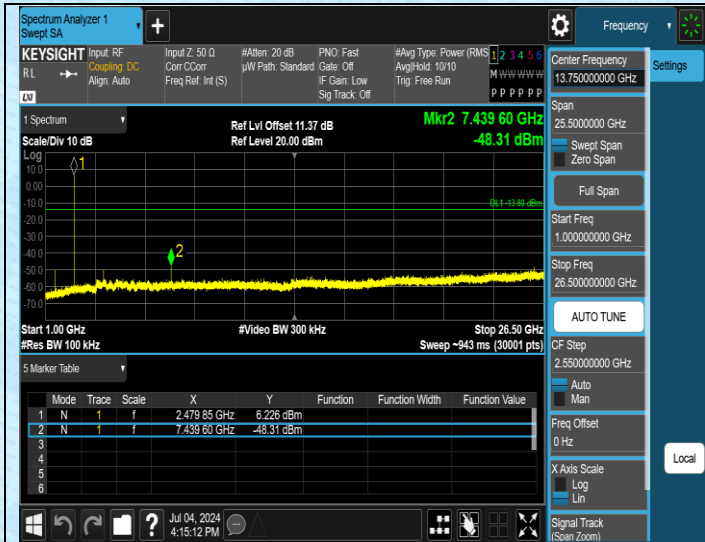 Spectrum Analyzer 1
Swept SA
+
Frequency
KEYSIGHT
RL
LXI
Input: RF
Coupling: DC
Align: Auto
Input Z: 50 Ω
Corr CCorr
Freq Ref: Int (S)
#Atten: 20 dB
µW Path: Standard
PNO: Fast
Gate: Off
IF Gain: Low
Sig Track: Off
#Avg Type: Power (RMS
Avg|Hold: 10/10
Trig: Free Run
1 2 3 4 5 6
M W W W W W
P P P P P P
1 Spectrum
Scale/Div 10 dB
Ref Lvl Offset 11.37 dB
Ref Level 20.00 dBm
Mkr2 7.439 60 GHz
-48.31 dBm
Log
10.0
0.00
-10.0
-20.0
-30.0
-40.0
-50.0
-60.0
-70.0
1
2
DL1 -13.80 dBm
Start 1.00 GHz
#Res BW 100 kHz
#Video BW 300 kHz
Stop 26.50 GHz
Sweep ~943 ms (30001 pts)
5 Marker Table
Mode Trace Scale X Y Function Function Width Function Value
1 N 1 f 2.479 85 GHz 6.226 dBm
2 N 1 f 7.439 60 GHz -48.31 dBm
3
4
5
6
Jul 04, 2024
4:15:12 PM
?
Center Frequency
13.750000000 GHz
Span
25.5000000 GHz
Swept Span
Zero Span
Full Span
Start Freq
1.000000000 GHz
Stop Freq
26.500000000 GHz
AUTO TUNE
CF Step
2.550000000 GHz
Auto
Man
Freq Offset
0 Hz
X Axis Scale
Log
Lin
Signal Track
(Span Zoom)
Settings
Local